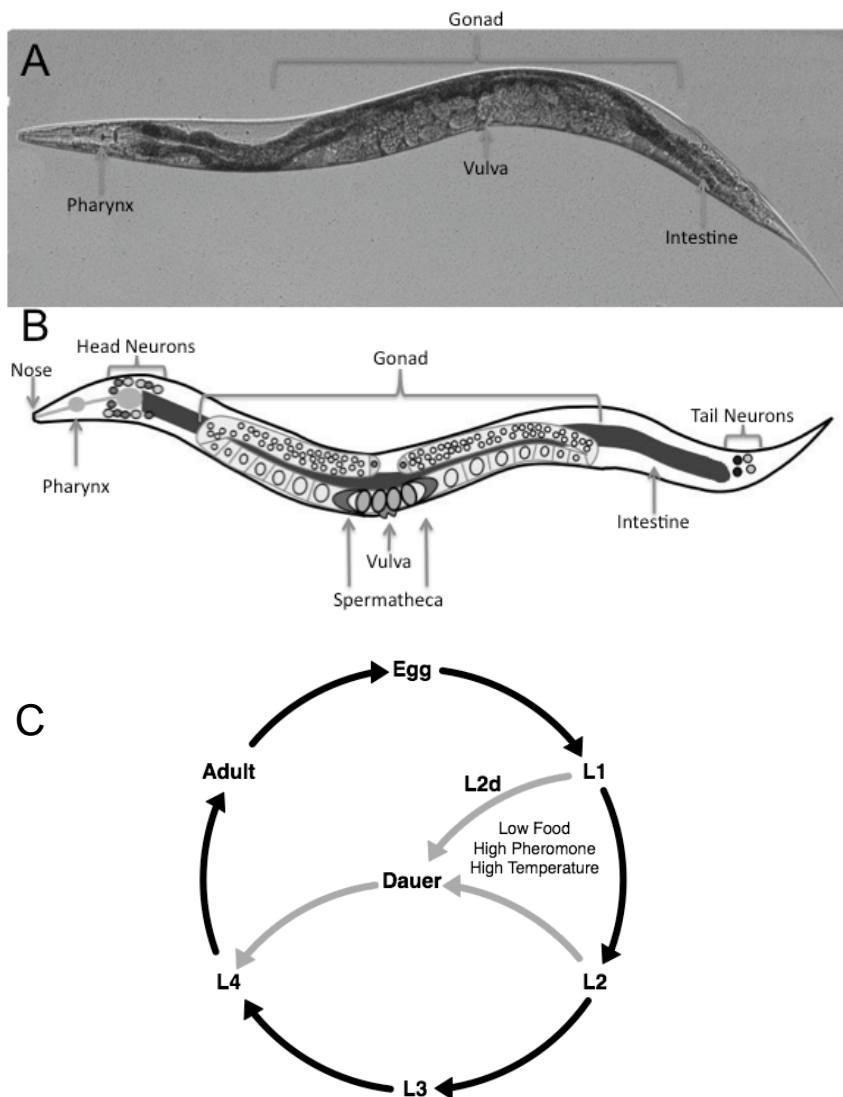 Gonad
A
Vulva
Pharynx
Intestine
B
Head Neurons
Gonad
Nose
Tail Neurons
Pharynx
Intestine
Vulva
Spermatheca
C
Egg
Adult
L1
L2d
Low Food
High Pheromone
High Temperature
Dauer
L4
L2
L3